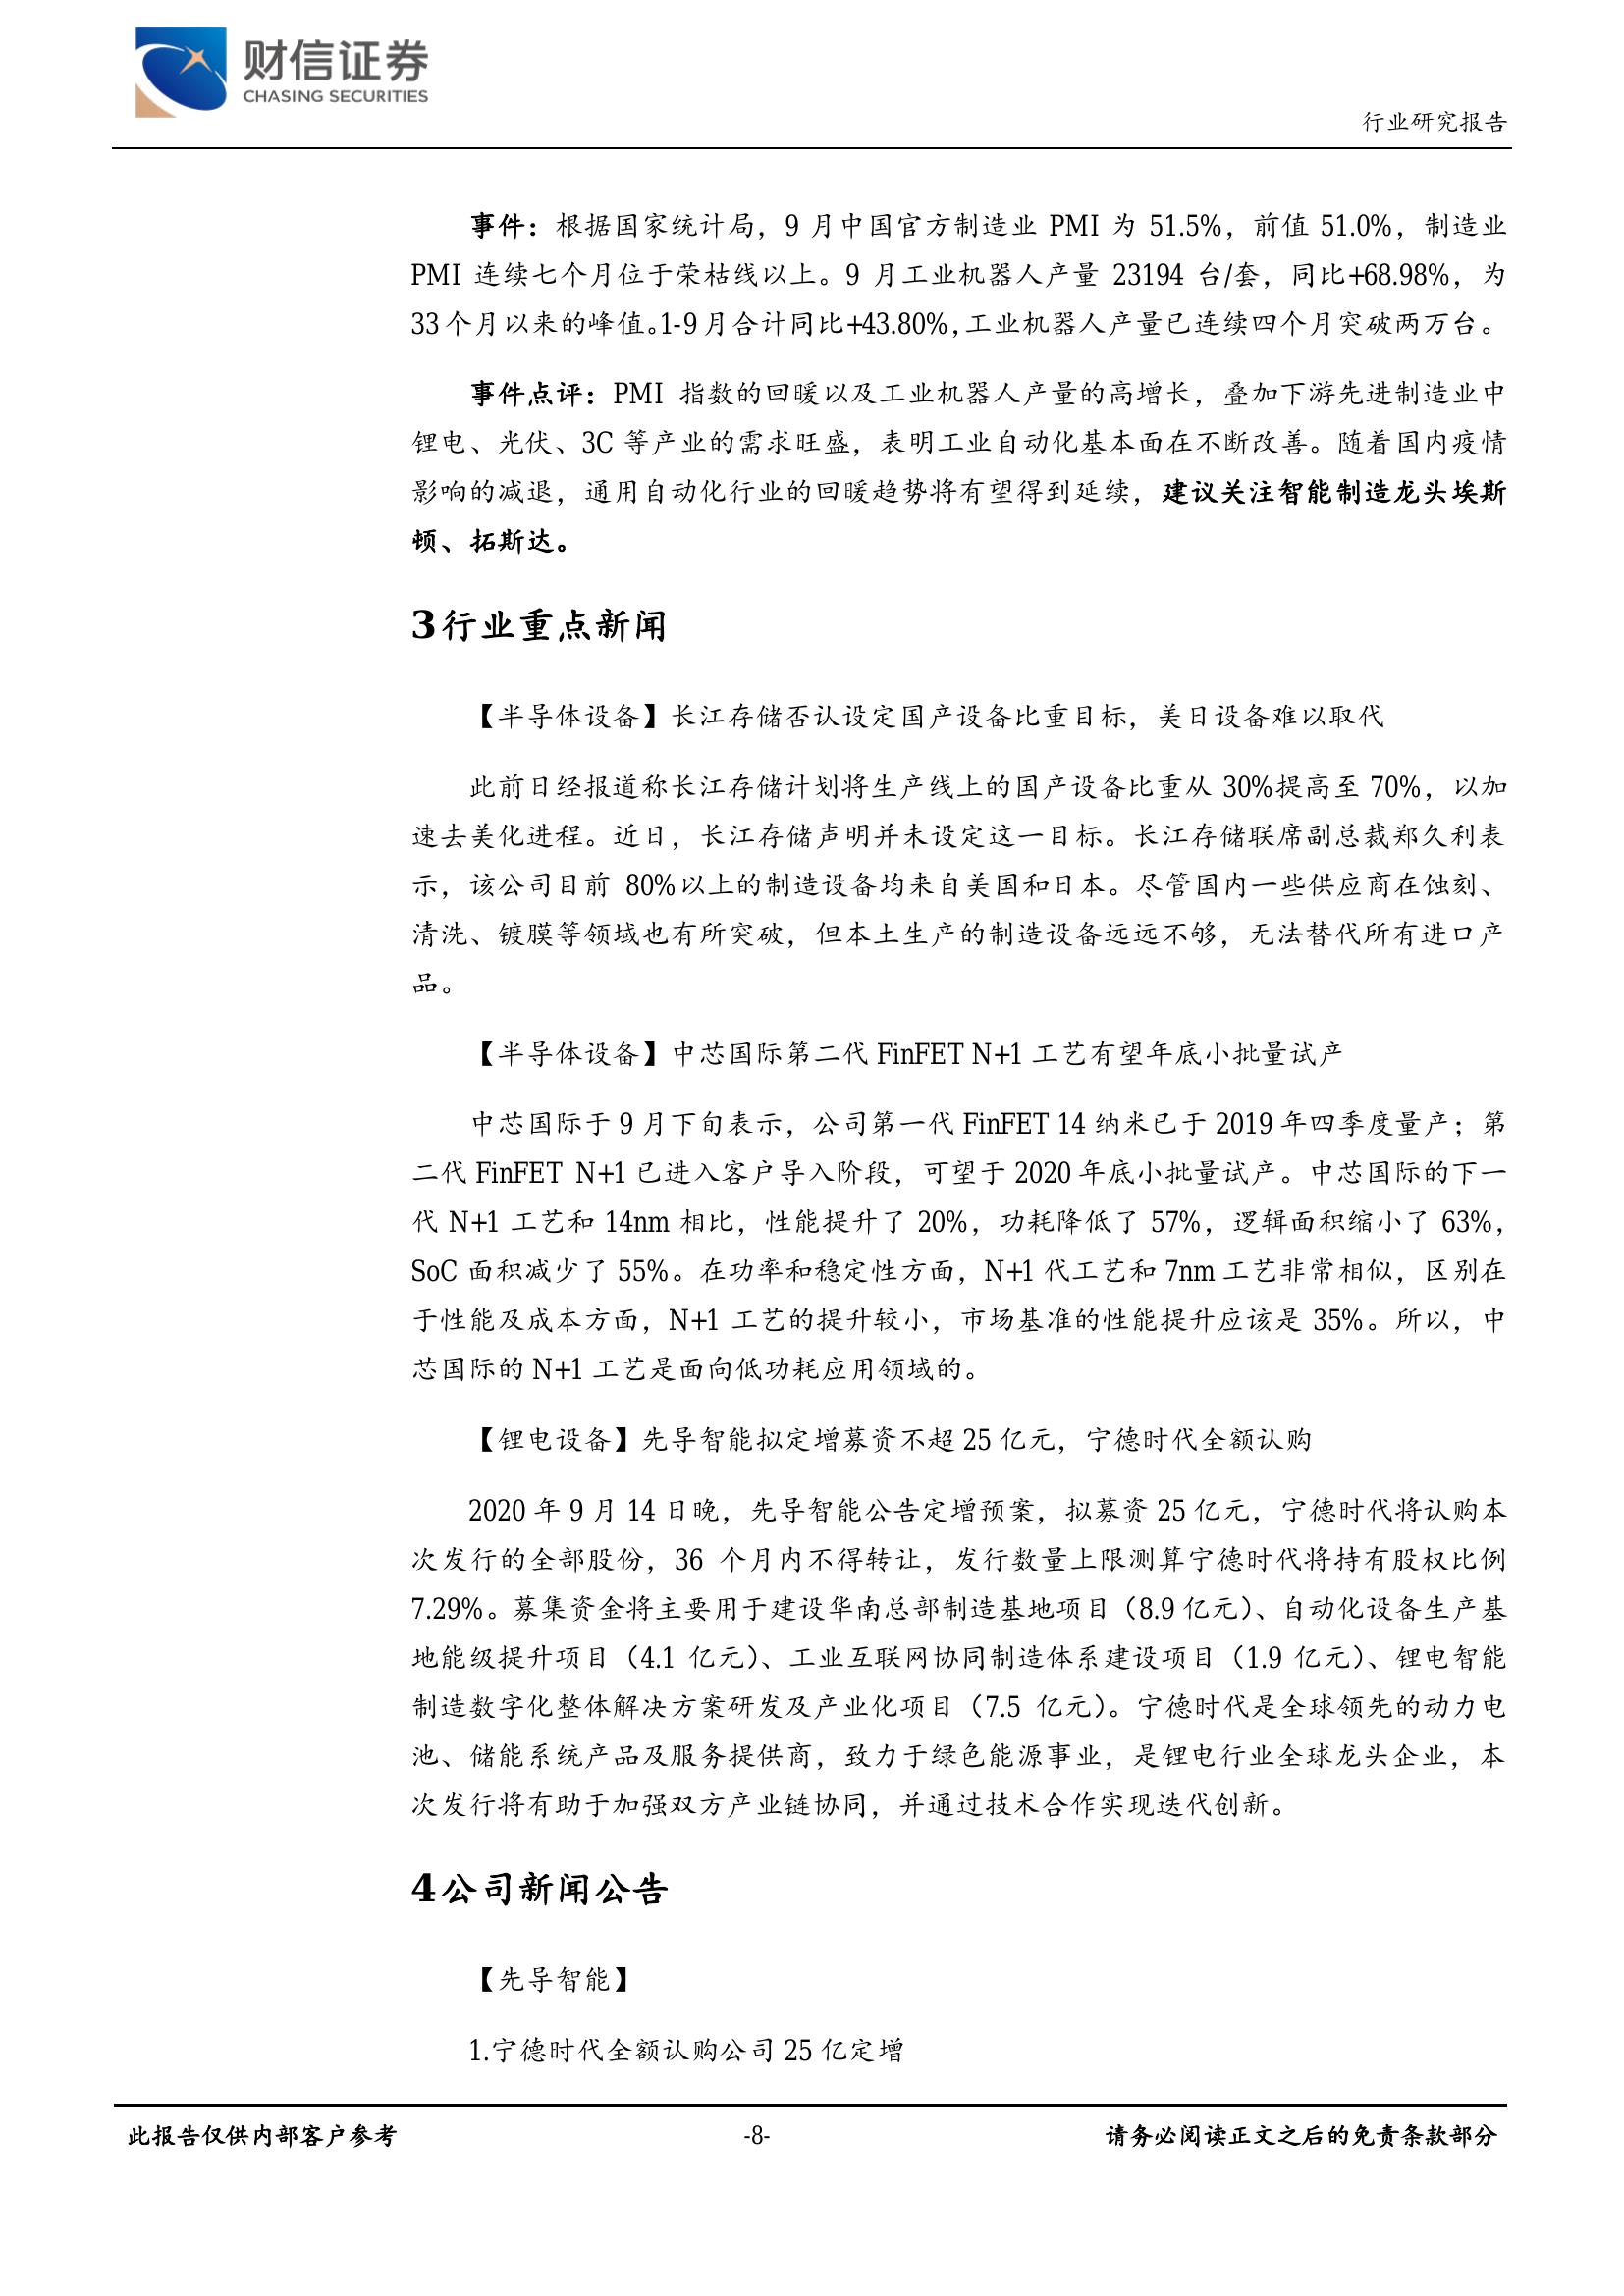 财信证券
CHASING SECURITIES
行业研究报告
事件：根据国家统计局，9 月中国官方制造业 PMI 为 51.5%，前值 51.0%，制造业
PMI 连续七个月位于荣枯线以上。9 月工业机器人产量 23194 台/套，同比+68.98%，为
33 个月以来的峰值。1-9 月合计同比+43.80%，工业机器人产量已连续四个月突破两万台。
事件点评：PMI 指数的回暖以及工业机器人产量的高增长，叠加下游先进制造业中
锂电、光伏、3C 等产业的需求旺盛，表明工业自动化基本面在不断改善。随着国内疫情
影响的减退，通用自动化行业的回暖趋势将有望得到延续，建议关注智能制造龙头埃斯
顿、拓斯达。
3 行业重点新闻
【半导体设备】长江存储否认设定国产设备比重目标，美日设备难以取代
此前日经报道称长江存储计划将生产线上的国产设备比重从 30%提高至 70%，以加
速去美化进程。近日，长江存储声明并未设定这一目标。长江存储联席副总裁郑久利表
示，该公司目前 80%以上的制造设备均来自美国和日本。尽管国内一些供应商在蚀刻、
清洗、镀膜等领域也有所突破，但本土生产的制造设备远远不够，无法替代所有进口产
品。
【半导体设备】中芯国际第二代 FinFET N+1 工艺有望年底小批量试产
中芯国际于 9 月下旬表示，公司第一代 FinFET 14 纳米已于 2019 年四季度量产；第
二代 FinFET N+1 已进入客户导入阶段，可望于 2020 年底小批量试产。中芯国际的下一
代 N+1 工艺和 14nm 相比，性能提升了 20%，功耗降低了 57%，逻辑面积缩小了 63%，
SoC 面积减少了 55%。在功率和稳定性方面，N+1 代工艺和 7nm 工艺非常相似，区别在
于性能及成本方面，N+1 工艺的提升较小，市场基准的性能提升应该是 35%。所以，中
芯国际的 N+1 工艺是面向低功耗应用领域的。
【锂电设备】先导智能拟定增募资不超 25 亿元，宁德时代全额认购
2020 年 9 月 14 日晚，先导智能公告定增预案，拟募资 25 亿元，宁德时代将认购本
次发行的全部股份，36 个月内不得转让，发行数量上限测算宁德时代将持有股权比例
7.29%。募集资金将主要用于建设华南总部制造基地项目（8.9 亿元）、自动化设备生产基
地能级提升项目（4.1 亿元）、工业互联网协同制造体系建设项目（1.9 亿元）、锂电智能
制造数字化整体解决方案研发及产业化项目（7.5 亿元）。宁德时代是全球领先的动力电
池、储能系统产品及服务提供商，致力于绿色能源事业，是锂电行业全球龙头企业，本
次发行将有助于加强双方产业链协同，并通过技术合作实现迭代创新。
4 公司新闻公告
【先导智能】
1.宁德时代全额认购公司 25 亿定增
此报告仅供内部客户参考
-8-
请务必阅读正文之后的免责条款部分